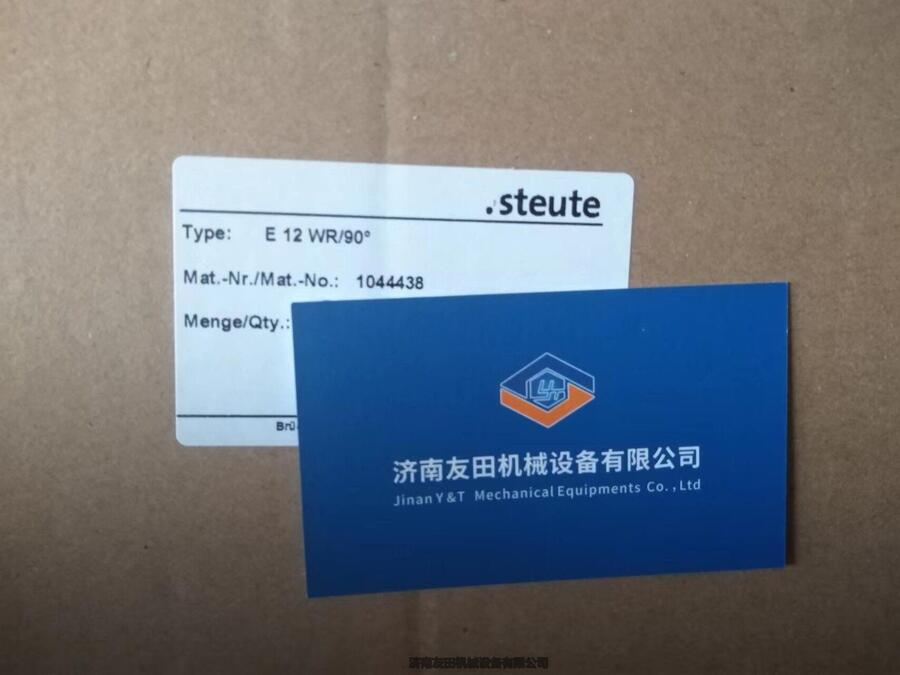 .steute
Type: E 12 WR/90°
Mat.-Nr./Mat.-No.: 1044438
Menge/Qty.:
YT
济南友田机械设备有限公司
Jinan Y&T Mechanical Equipments Co.,Ltd
济南友田机械设备有限公司